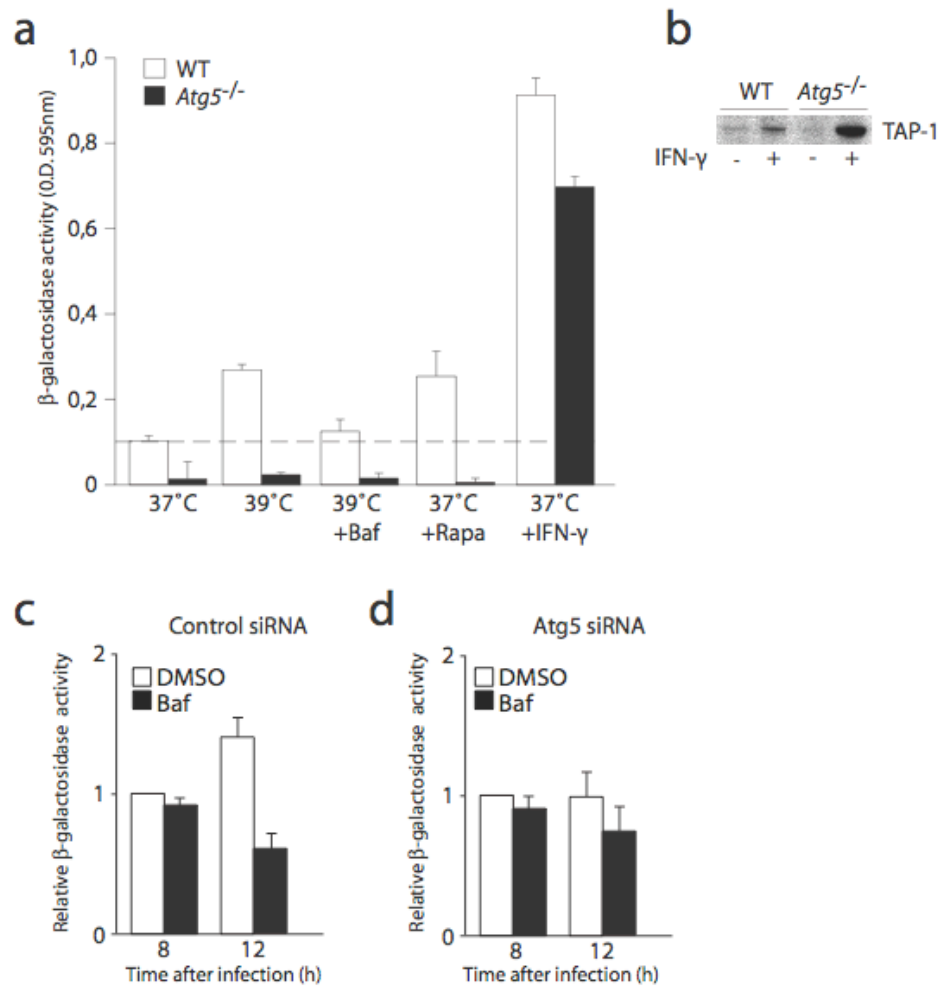 a
β-galactosidase activity (O.D. 595nm)
1,0
0,8
0,6
0,4
0,2
0
WT
Atg5-/-
37˚C 39˚C 39˚C 37˚C 37˚C
+Baf +Rapa +IFN-γ
b
WT Atg5-/-
TAP-1
IFN-γ - + - +
c
Control siRNA
Relative β-galactosidase activity
2
1
0
DMSO
Baf
8 12
Time after infection (h)
d
Atg5 siRNA
Relative β-galactosidase activity
2
1
0
DMSO
Baf
8 12
Time after infection (h)